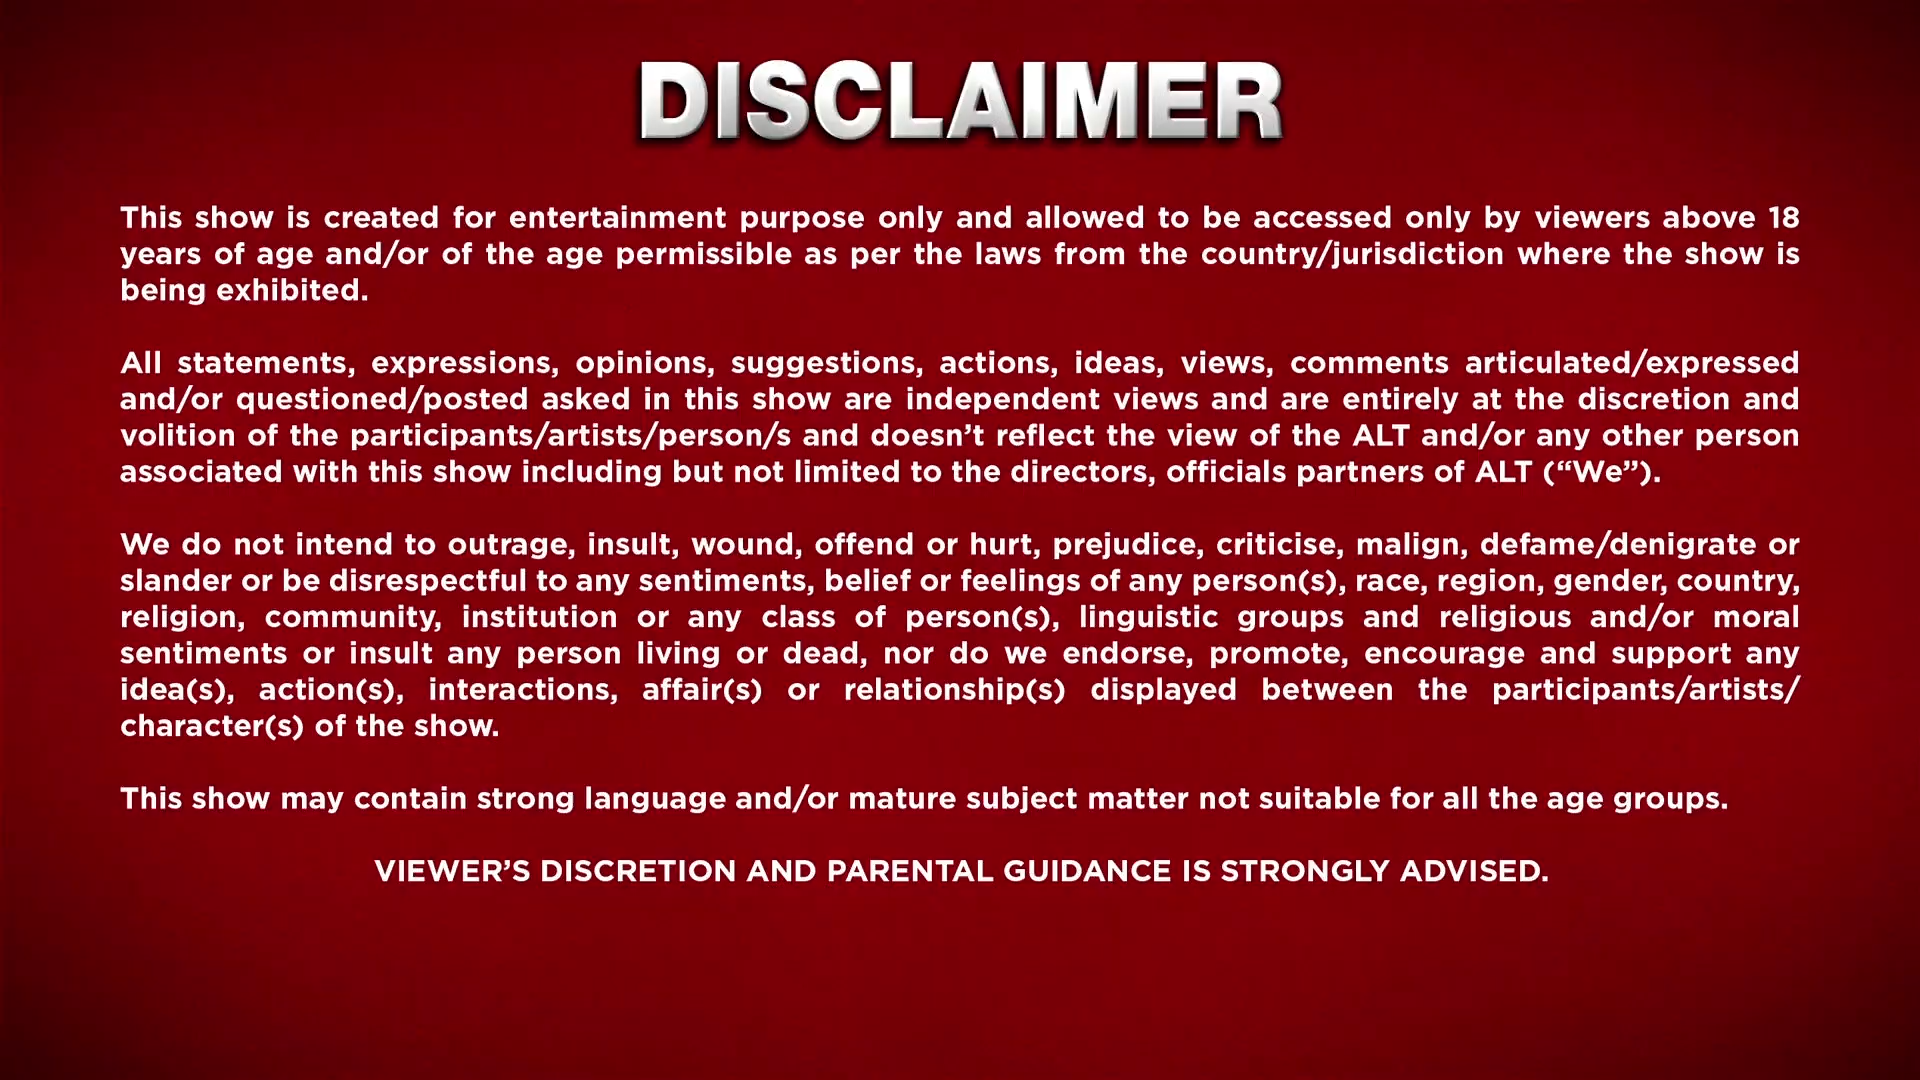 DISCLAIMER
This show is created for entertainment purpose only and allowed to be accessed only by viewers above 18
years of age and/or of the age permissible as per the laws from the country/jurisdiction where the show is
being exhibited.
All statements, expressions, opinions, suggestions, actions, ideas, views, comments articulated/expressed
and/or questioned/posted asked in this show are independent views and are entirely at the discretion and
volition of the participants/artists/person/s and doesn’t reflect the view of the ALT and/or any other person
associated with this show including but not limited to the directors, officials partners of ALT (“We”).
We do not intend to outrage, insult, wound, offend or hurt, prejudice, criticise, malign, defame/denigrate or
slander or be disrespectful to any sentiments, belief or feelings of any person(s), race, region, gender, country,
religion, community, institution or any class of person(s), linguistic groups and religious and/or moral
sentiments or insult any person living or dead, nor do we endorse, promote, encourage and support any
idea(s), action(s), interactions, affair(s) or relationship(s) displayed between the participants/artists/
character(s) of the show.
This show may contain strong language and/or mature subject matter not suitable for all the age groups.
VIEWER’S DISCRETION AND PARENTAL GUIDANCE IS STRONGLY ADVISED.